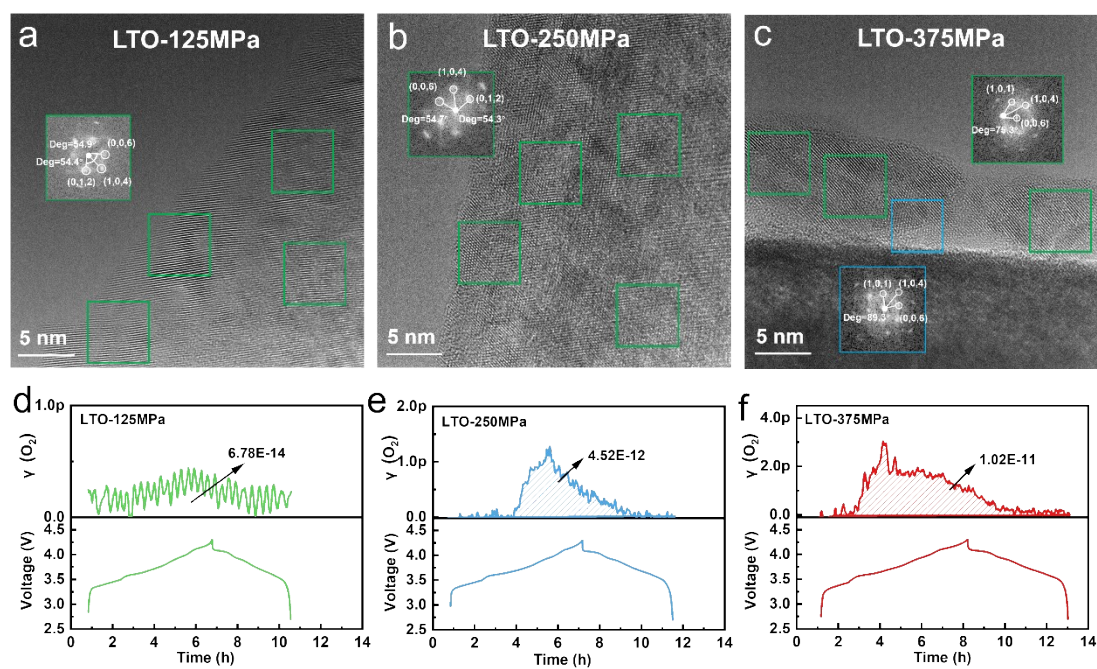 a
LTO-125MPa
(0,0,6)
Deg=54.9°
Deg=54.4°
(0,1,2)
(1,0,4)
5 nm
b
LTO-250MPa
(1,0,4)
(0,0,6)
(0,1,2)
Deg=54.7°
Deg=54.3°
5 nm
c
LTO-375MPa
(1,0,1)
(1,0,4)
(0,0,6)
(1,0,1)
(1,0,4)
Deg=89.3°
(0,0,6)
5 nm
d
LTO-125MPa
1.0p
0.0
γ (O₂)
6.78E-14
4.5
4.0
3.5
3.0
2.5
Voltage (V)
0 2 4 6 8 10 12 14
Time (h)
e
LTO-250MPa
2.0p
1.0p
0.0
γ (O₂)
4.52E-12
4.5
4.0
3.5
3.0
2.5
Voltage (V)
0 2 4 6 8 10 12 14
Time (h)
f
LTO-375MPa
4.0p
2.0p
0.0
γ (O₂)
1.02E-11
4.5
4.0
3.5
3.0
2.5
Voltage (V)
0 2 4 6 8 10 12 14
Time (h)